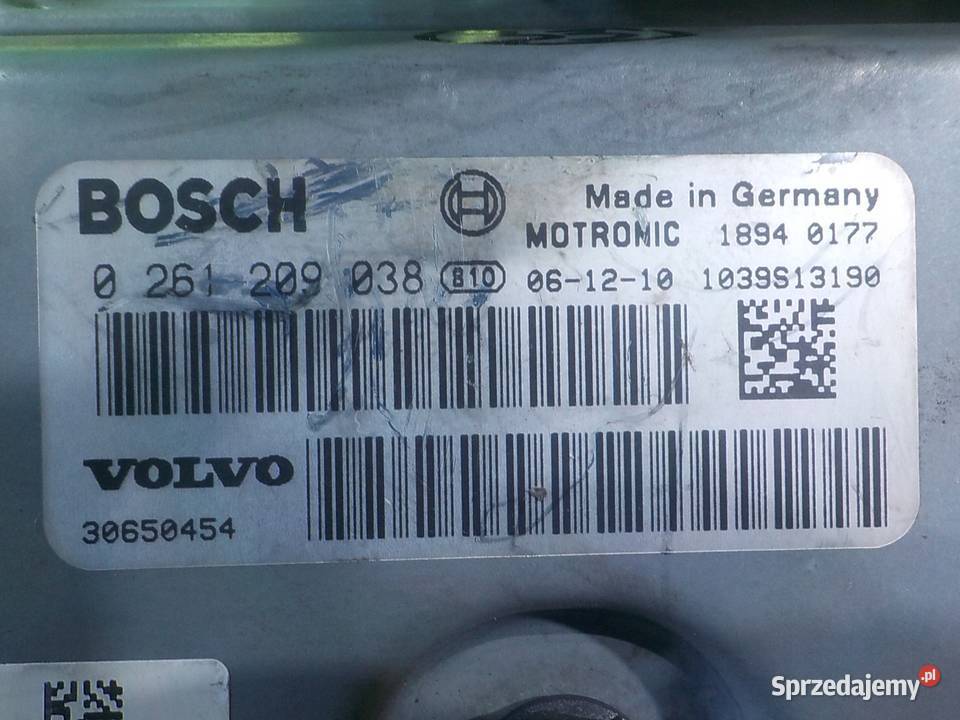 BOSCH
Made in Germany
MOTRONIC 1894 0177
0 261 209 038 810 06-12-10 1039S13190
VOLVO
30650454
Sprzedajemy.pl